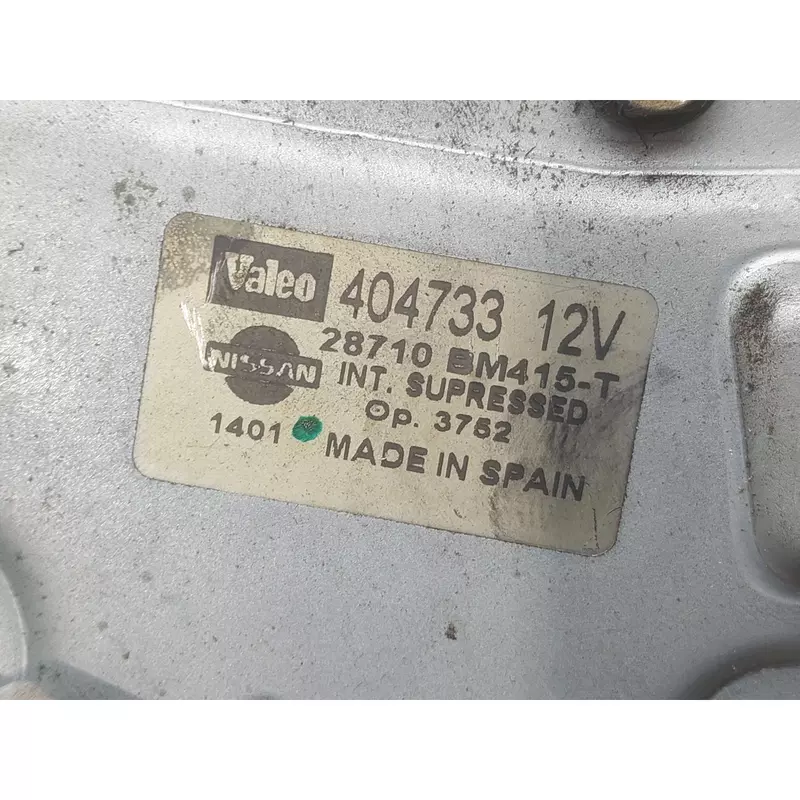 Valeo 404733 12V
28710 BM415-T
NISSAN INT. SUPRESSED
Op. 3752
1401 MADE IN SPAIN